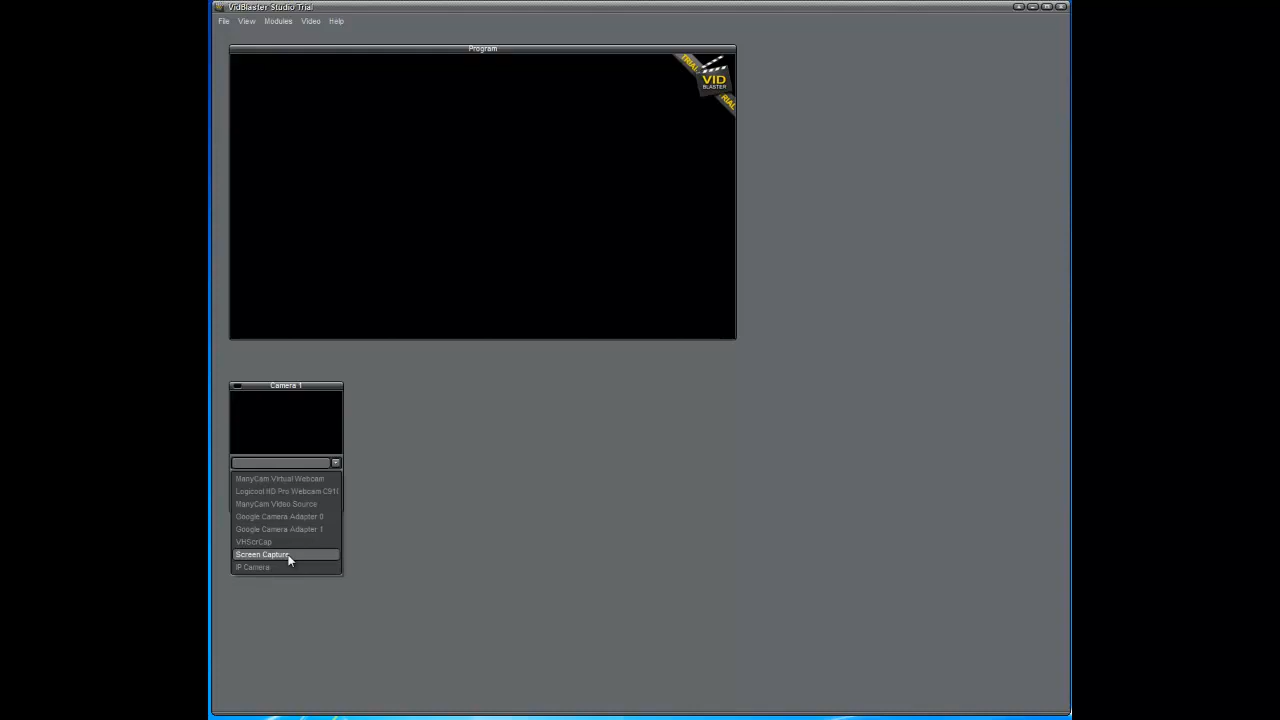 VidBlaster Studio Trial
File View Modules Video Help
Program
TRIAL
VID
BLASTER
TRIAL
Camera 1
ManyCam Virtual Webcam
Logicool HD Pro Webcam C910
ManyCam Video Source
Google Camera Adapter 0
Google Camera Adapter 1
VHScrCap
Screen Capture
IP Camera